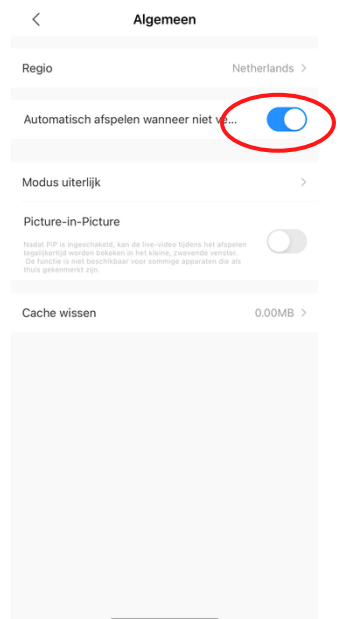 Algemeen
Regio
Netherlands
Automatisch afspelen wanneer niet ve...
Modus uiterlijk
Picture-in-Picture
Nadat PiP is ingeschakeld, kan de live-video tijdens het afspelen
tegelijkertijd worden bekeken in het kleine, zwevende venster.
De functie is niet beschikbaar voor sommige apparaten die als
thuis gekenmerkt zijn.
Cache wissen
0.00MB